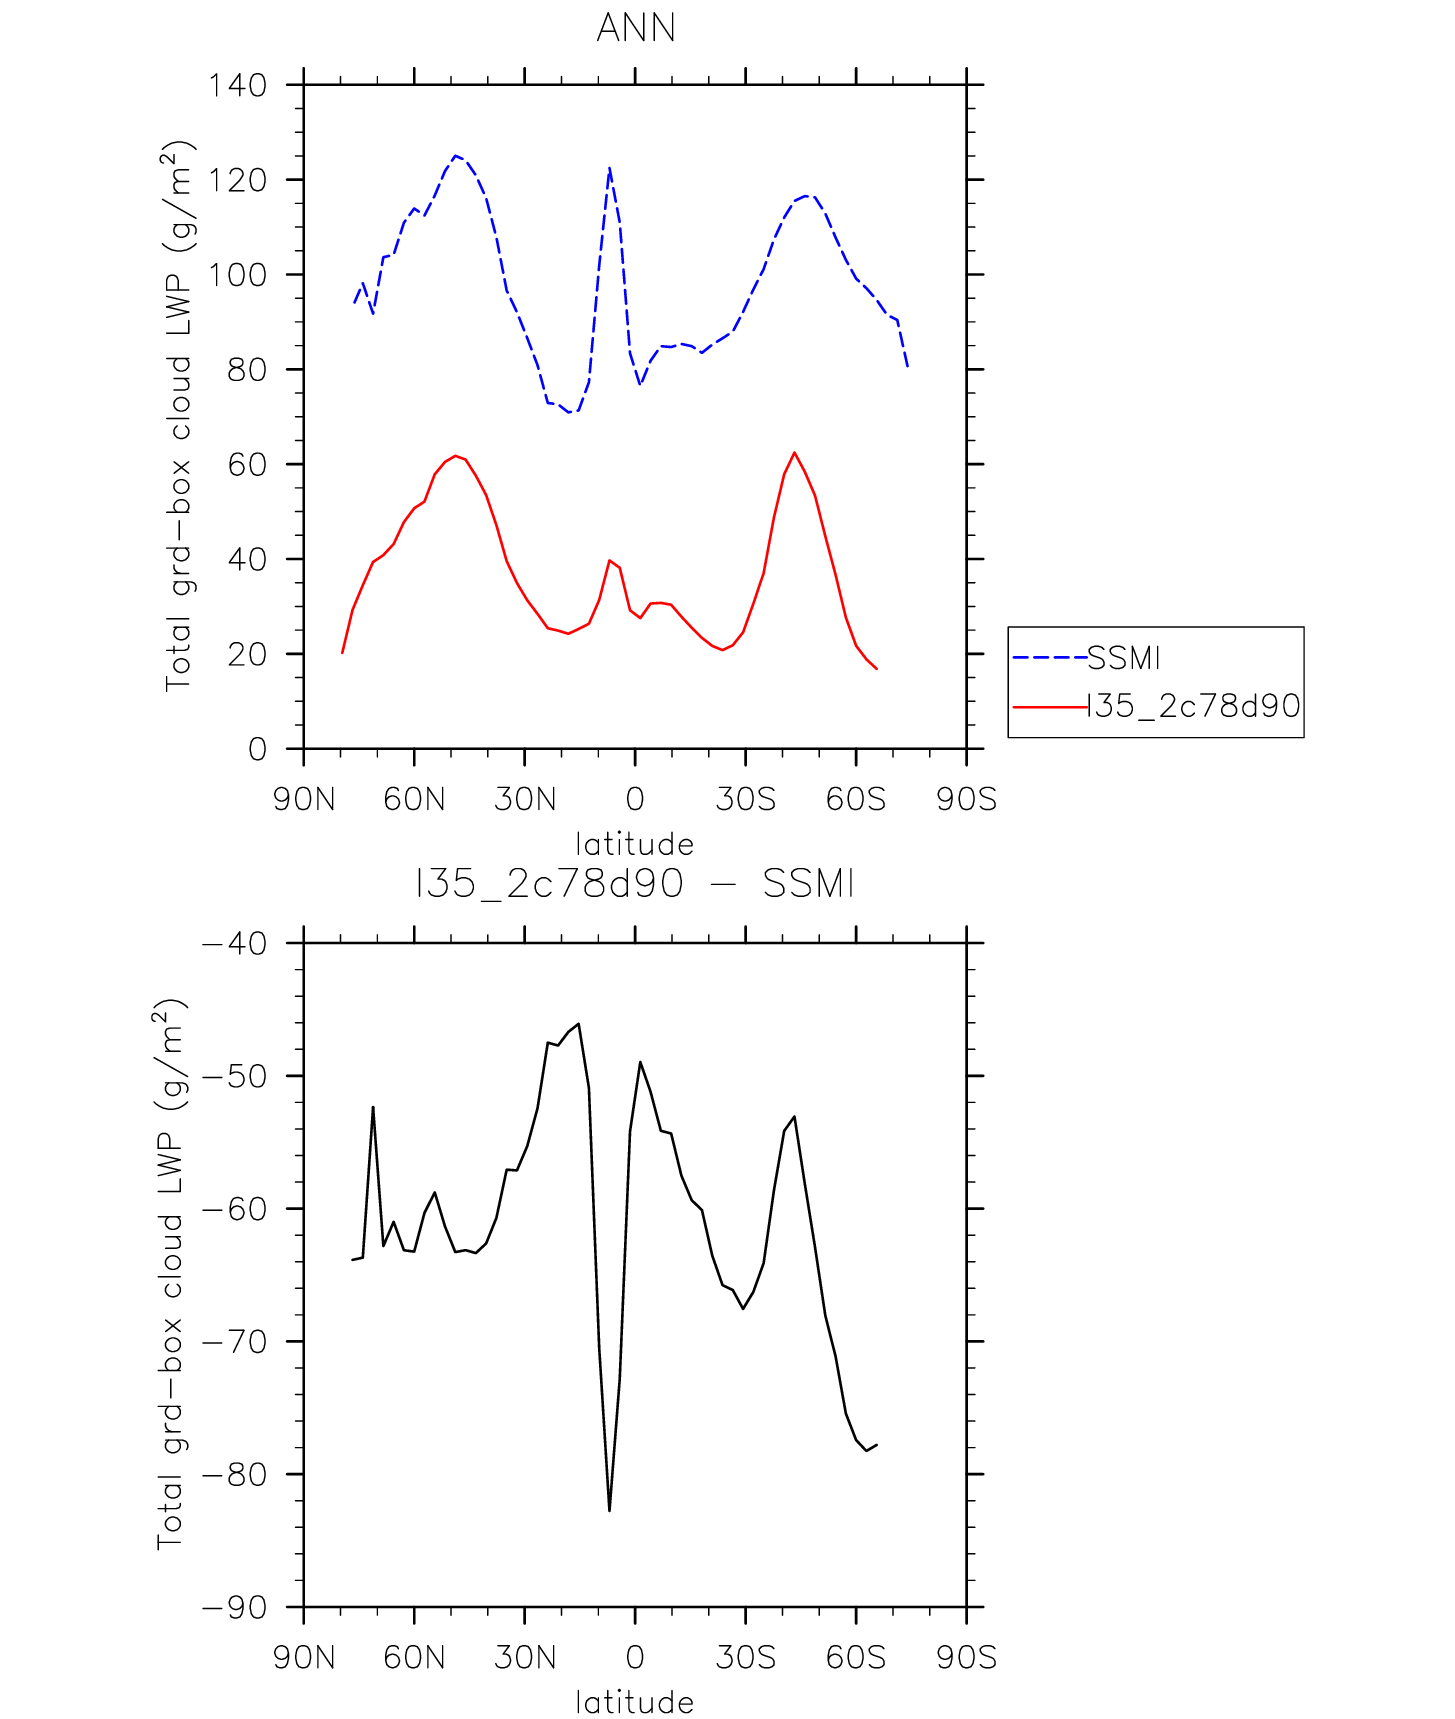 ANN
Total grd-box cloud LWP (g/m²)
140
120
100
80
60
40
20
0
90N 60N 30N 0 30S 60S 90S
latitude
SSMI
I35_2c78d90
I35_2c78d90 - SSMI
Total grd-box cloud LWP (g/m²)
-40
-50
-60
-70
-80
-90
90N 60N 30N 0 30S 60S 90S
latitude